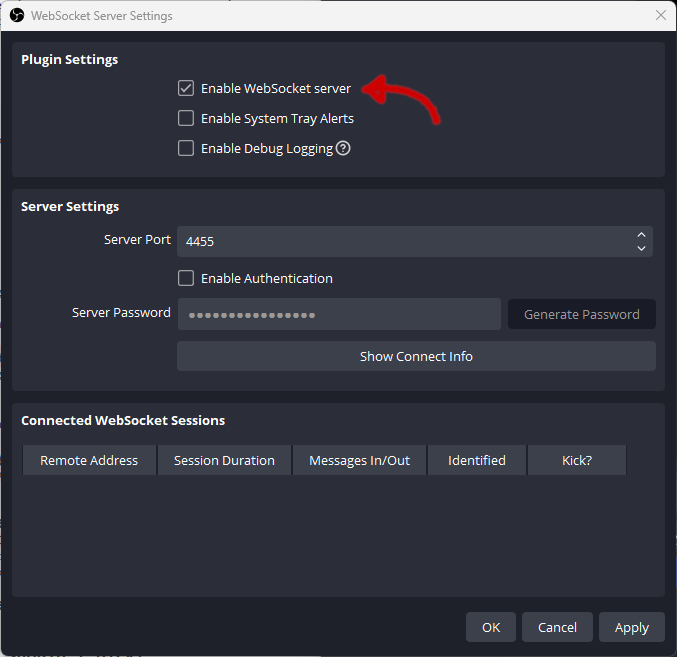 WebSocket Server Settings
Plugin Settings
Enable WebSocket server
Enable System Tray Alerts
Enable Debug Logging ?
Server Settings
Server Port 4455
Enable Authentication
Server Password ●●●●●●●●●●●●●●●● Generate Password
Show Connect Info
Connected WebSocket Sessions
Remote Address Session Duration Messages In/Out Identified Kick?
OK Cancel Apply